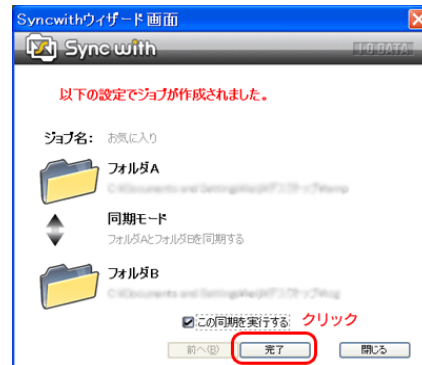 Syncwithウィザード画面
Sync with
I-O DATA
以下の設定でジョブが作成されました。
ジョブ名： お気に入り
フォルダA
同期モード
フォルダAとフォルダBを同期する
フォルダB
この同期を実行する
クリック
前へ(B)
完了
閉じる